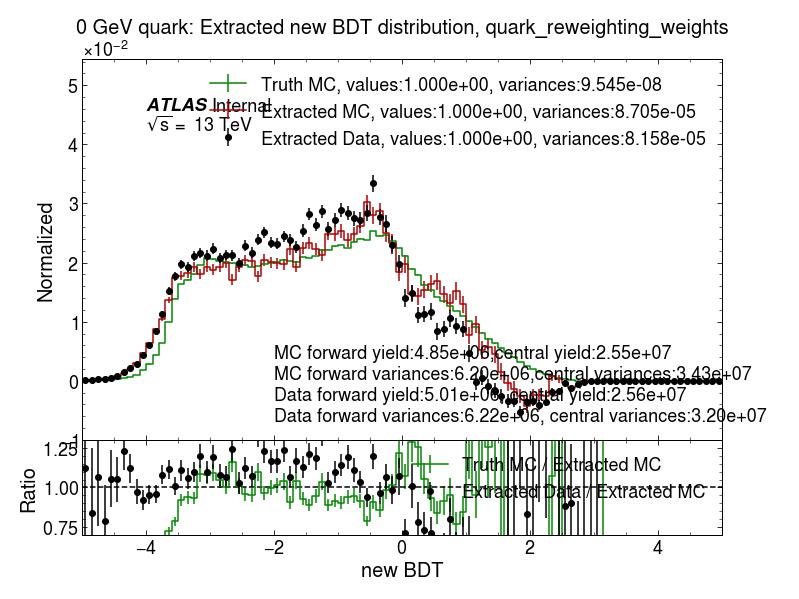 0 GeV quark: Extracted new BDT distribution, quark_reweighting_weights
×10⁻²
Truth MC, values:1.000e+00, variances:9.545e-08
ATLAS Internal
Extracted MC, values:1.000e+00, variances:8.705e-05
√s = 13 TeV
Extracted Data, values:1.000e+00, variances:8.158e-05
5
4
3
2
1
0
Normalized
MC forward yield:4.85e+06, central yield:2.55e+07
MC forward variances:6.20e+06, central variances:3.43e+07
Data forward yield:5.01e+06, central yield:2.56e+07
Data forward variances:6.22e+06, central variances:3.20e+07
1.25
1.00
0.75
Ratio
Truth MC / Extracted MC
Extracted Data / Extracted MC
−4 −2 0 2 4
new BDT